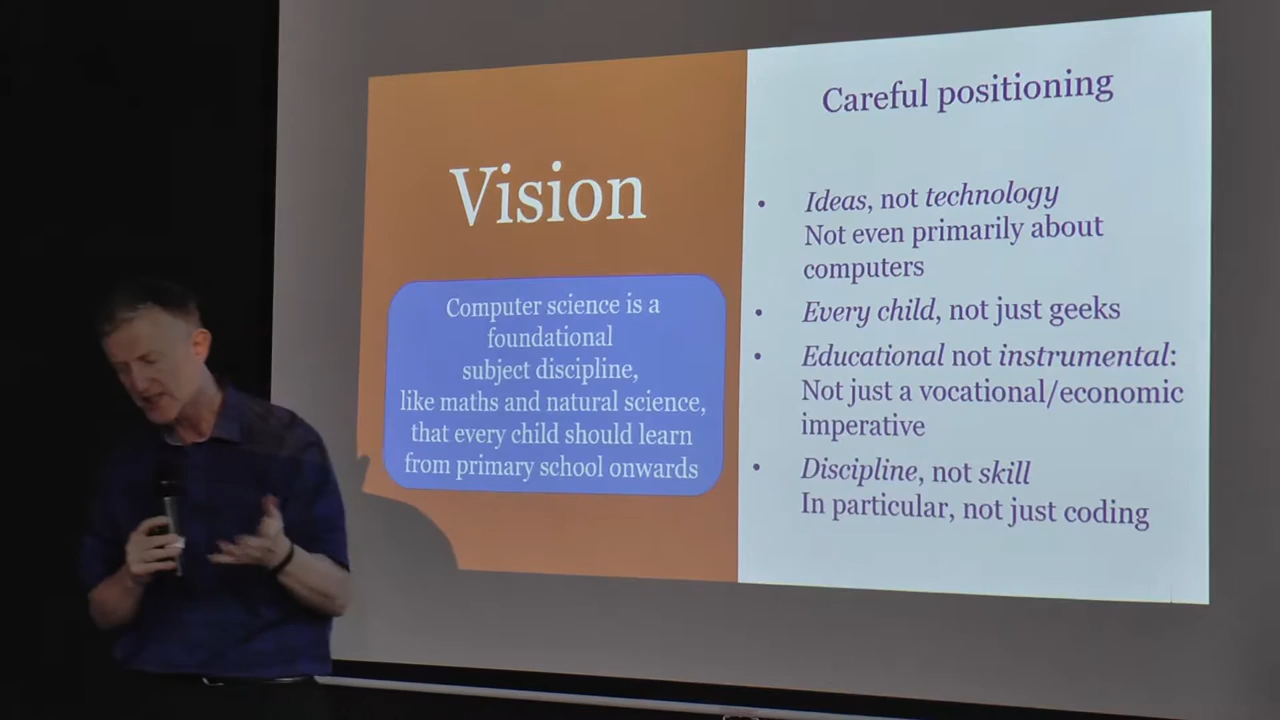 Vision
Computer science is a
foundational
subject discipline,
like maths and natural science,
that every child should learn
from primary school onwards
Careful positioning
• Ideas, not technology
Not even primarily about
computers
• Every child, not just geeks
• Educational not instrumental:
Not just a vocational/economic
imperative
• Discipline, not skill
In particular, not just coding